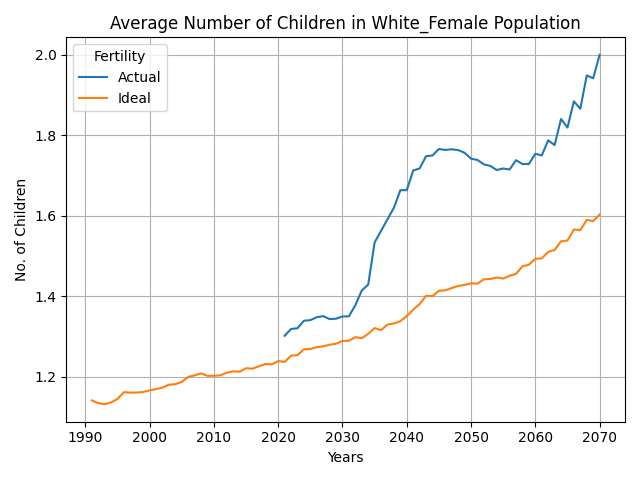 Average Number of Children in White_Female Population
Fertility
Actual
Ideal
No. of Children
2.0
1.8
1.6
1.4
1.2
1990 2000 2010 2020 2030 2040 2050 2060 2070
Years